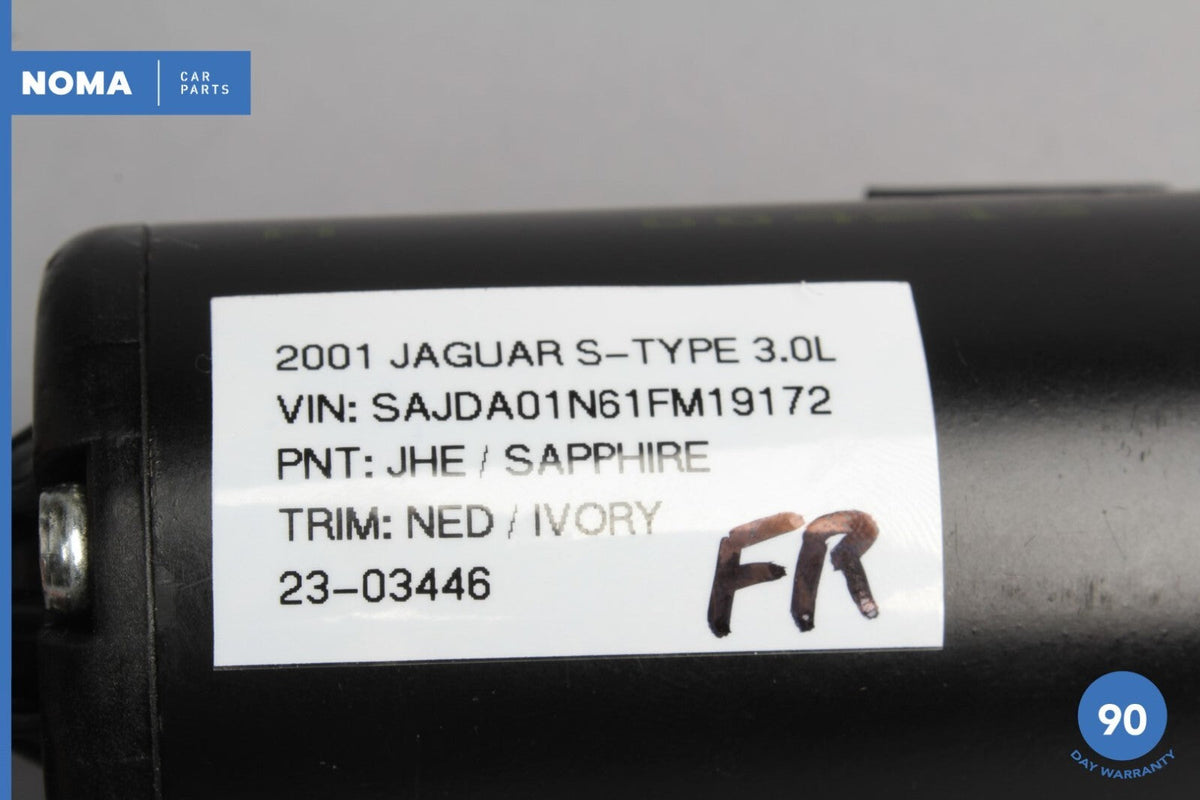 NOMA
CAR
PARTS
2001 JAGUAR S-TYPE 3.0L
VIN: SAJDA01N61FM19172
PNT: JHE / SAPPHIRE
TRIM: NED / IVORY
23-03446
FR
90
DAY WARRANTY